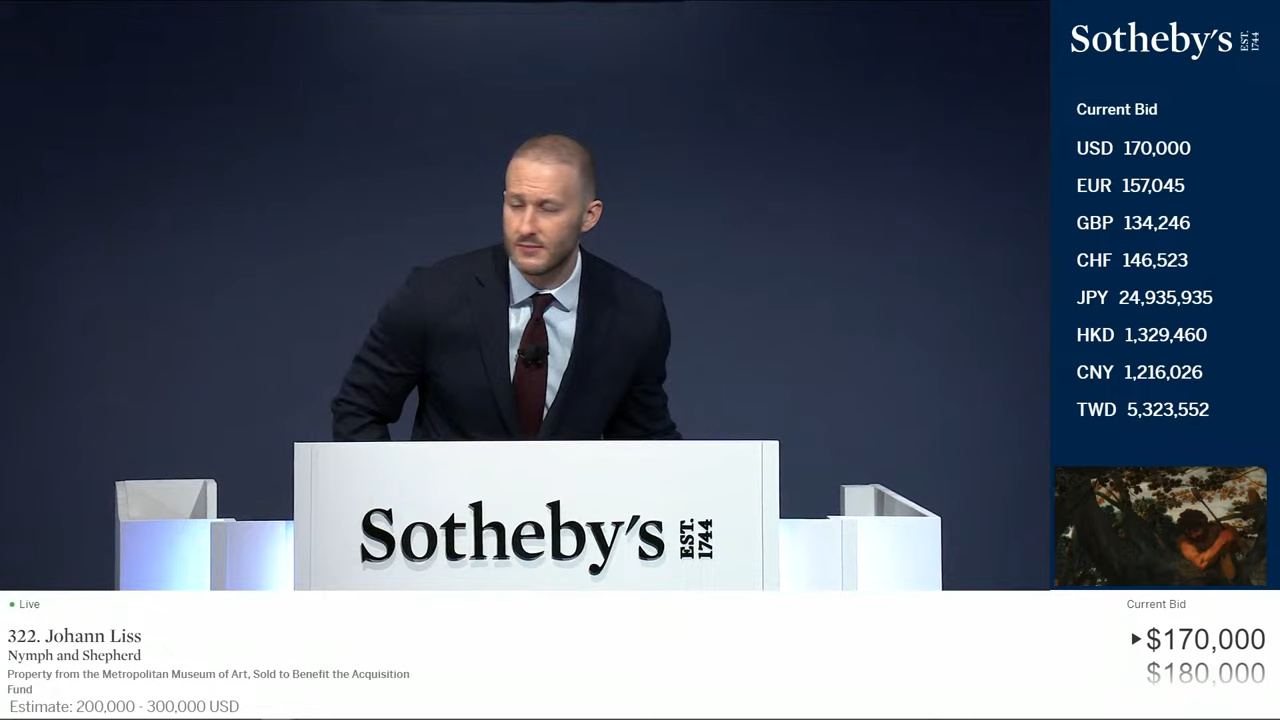 Sotheby's EST. 1744
Current Bid
USD 170,000
EUR 157,045
GBP 134,246
CHF 146,523
JPY 24,935,935
HKD 1,329,460
CNY 1,216,026
TWD 5,323,552
Sotheby's EST. 1744
Live
322. Johann Liss
Nymph and Shepherd
Property from the Metropolitan Museum of Art, Sold to Benefit the Acquisition
Fund
Estimate: 200,000 - 300,000 USD
Current Bid
$170,000
$180,000